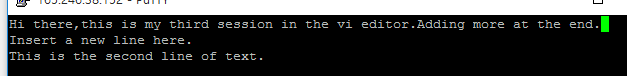 Hi there,this is my third session in the vi editor.Adding more at the end.
Insert a new line here.
This is the second line of text.